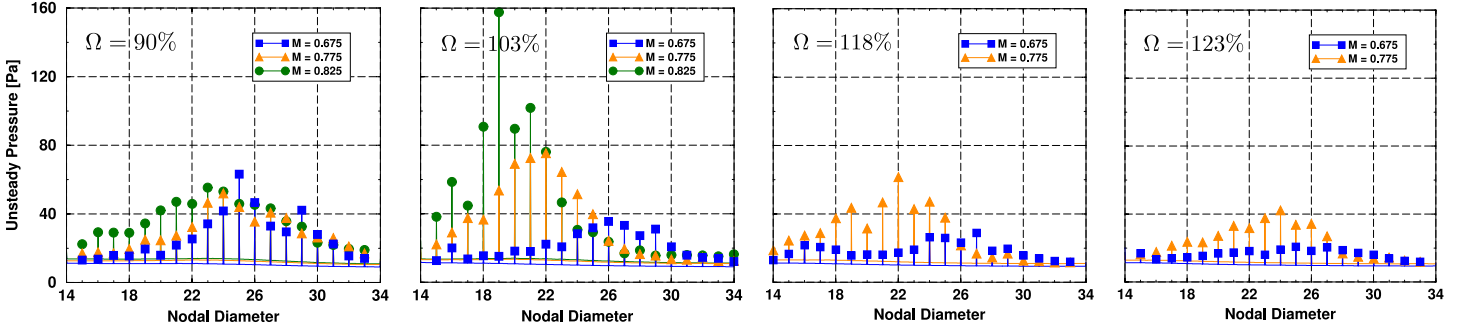 Unsteady Pressure [Pa]
160
120
80
40
0
Ω = 90%
M = 0.675
M = 0.775
M = 0.825
14 18 22 26 30 34
Nodal Diameter
Ω = 103%
M = 0.675
M = 0.775
M = 0.825
14 18 22 26 30 34
Nodal Diameter
Ω = 118%
M = 0.675
M = 0.775
14 18 22 26 30 34
Nodal Diameter
Ω = 123%
M = 0.675
M = 0.775
14 18 22 26 30 34
Nodal Diameter